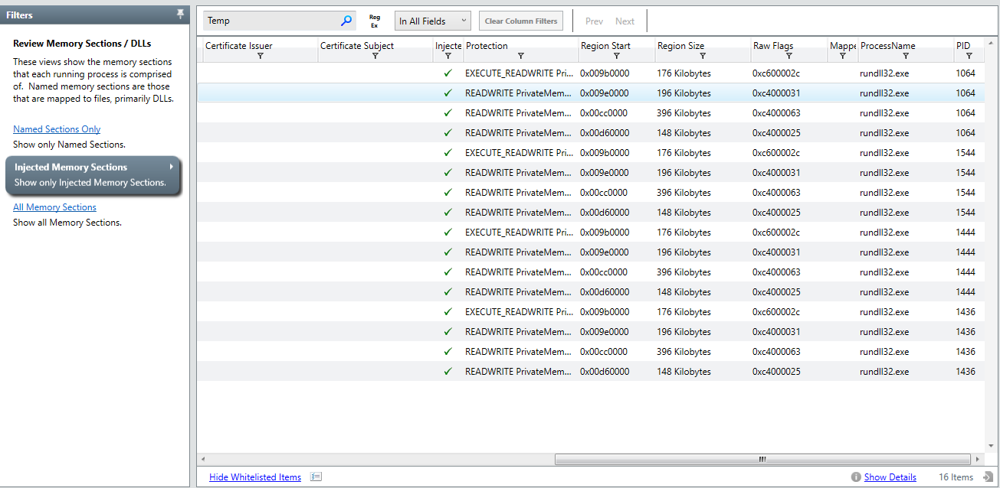 Filters
Review Memory Sections / DLLs
These views show the memory sections
that each running process is comprised
of.  Named memory sections are those
that are mapped to files, primarily DLLs.
Named Sections Only
Show only Named Sections.
Injected Memory Sections
Show only Injected Memory Sections.
All Memory Sections
Show all Memory Sections.
Temp Reg Ex In All Fields Clear Column Filters Prev Next
Certificate Issuer Certificate Subject Injecte Protection Region Start Region Size Raw Flags Mappe ProcessName PID
EXECUTE_READWRITE Pri... 0x009b0000 176 Kilobytes 0xc600002c rundll32.exe 1064
READWRITE PrivateMem... 0x009e0000 196 Kilobytes 0xc4000031 rundll32.exe 1064
READWRITE PrivateMem... 0x00cc0000 396 Kilobytes 0xc4000063 rundll32.exe 1064
READWRITE PrivateMem... 0x00d60000 148 Kilobytes 0xc4000025 rundll32.exe 1064
EXECUTE_READWRITE Pri... 0x009b0000 176 Kilobytes 0xc600002c rundll32.exe 1544
READWRITE PrivateMem... 0x009e0000 196 Kilobytes 0xc4000031 rundll32.exe 1544
READWRITE PrivateMem... 0x00cc0000 396 Kilobytes 0xc4000063 rundll32.exe 1544
READWRITE PrivateMem... 0x00d60000 148 Kilobytes 0xc4000025 rundll32.exe 1544
EXECUTE_READWRITE Pri... 0x009b0000 176 Kilobytes 0xc600002c rundll32.exe 1444
READWRITE PrivateMem... 0x009e0000 196 Kilobytes 0xc4000031 rundll32.exe 1444
READWRITE PrivateMem... 0x00cc0000 396 Kilobytes 0xc4000063 rundll32.exe 1444
READWRITE PrivateMem... 0x00d60000 148 Kilobytes 0xc4000025 rundll32.exe 1444
EXECUTE_READWRITE Pri... 0x009b0000 176 Kilobytes 0xc600002c rundll32.exe 1436
READWRITE PrivateMem... 0x009e0000 196 Kilobytes 0xc4000031 rundll32.exe 1436
READWRITE PrivateMem... 0x00cc0000 396 Kilobytes 0xc4000063 rundll32.exe 1436
READWRITE PrivateMem... 0x00d60000 148 Kilobytes 0xc4000025 rundll32.exe 1436
Hide Whitelisted Items Show Details 16 Items